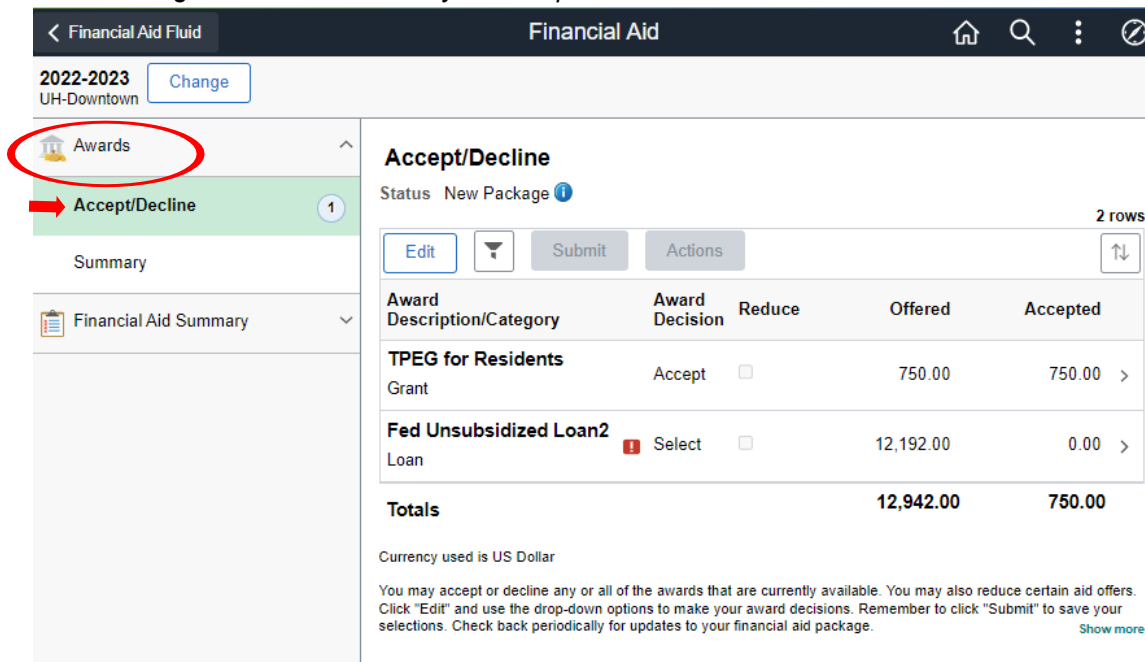 Financial Aid Fluid
Financial Aid
2022-2023
UH-Downtown
Change
Awards
Accept/Decline
1
Summary
Financial Aid Summary
Accept/Decline
Status New Package
2 rows
Edit
Submit
Actions
Award Description/Category Award Decision Reduce Offered Accepted
TPEG for Residents
Grant
Accept 750.00 750.00
Fed Unsubsidized Loan2
Loan
Select 12,192.00 0.00
Totals 12,942.00 750.00
Currency used is US Dollar
You may accept or decline any or all of the awards that are currently available. You may also reduce certain aid offers.
Click "Edit" and use the drop-down options to make your award decisions. Remember to click "Submit" to save your
selections. Check back periodically for updates to your financial aid package.
Show more